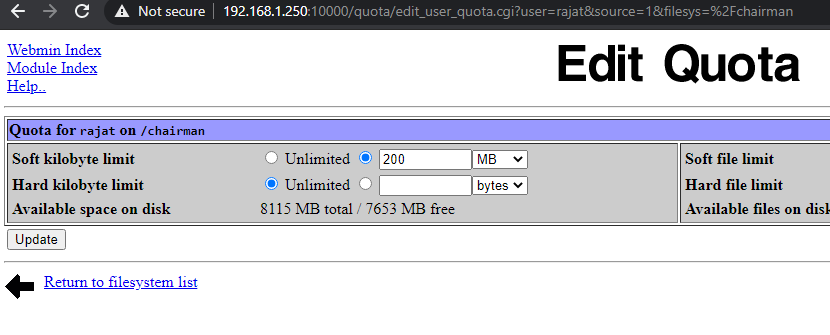 Not secure | 192.168.1.250:10000/quota/edit_user_quota.cgi?user=rajat&source=1&filesys=%2Fchairman
Webmin Index
Module Index
Help..
Edit Quota
Quota for rajat on /chairman
Soft kilobyte limit Unlimited 200 MB Soft file limit
Hard kilobyte limit Unlimited bytes Hard file limit
Available space on disk 8115 MB total / 7653 MB free Available files on disk
Update
Return to filesystem list